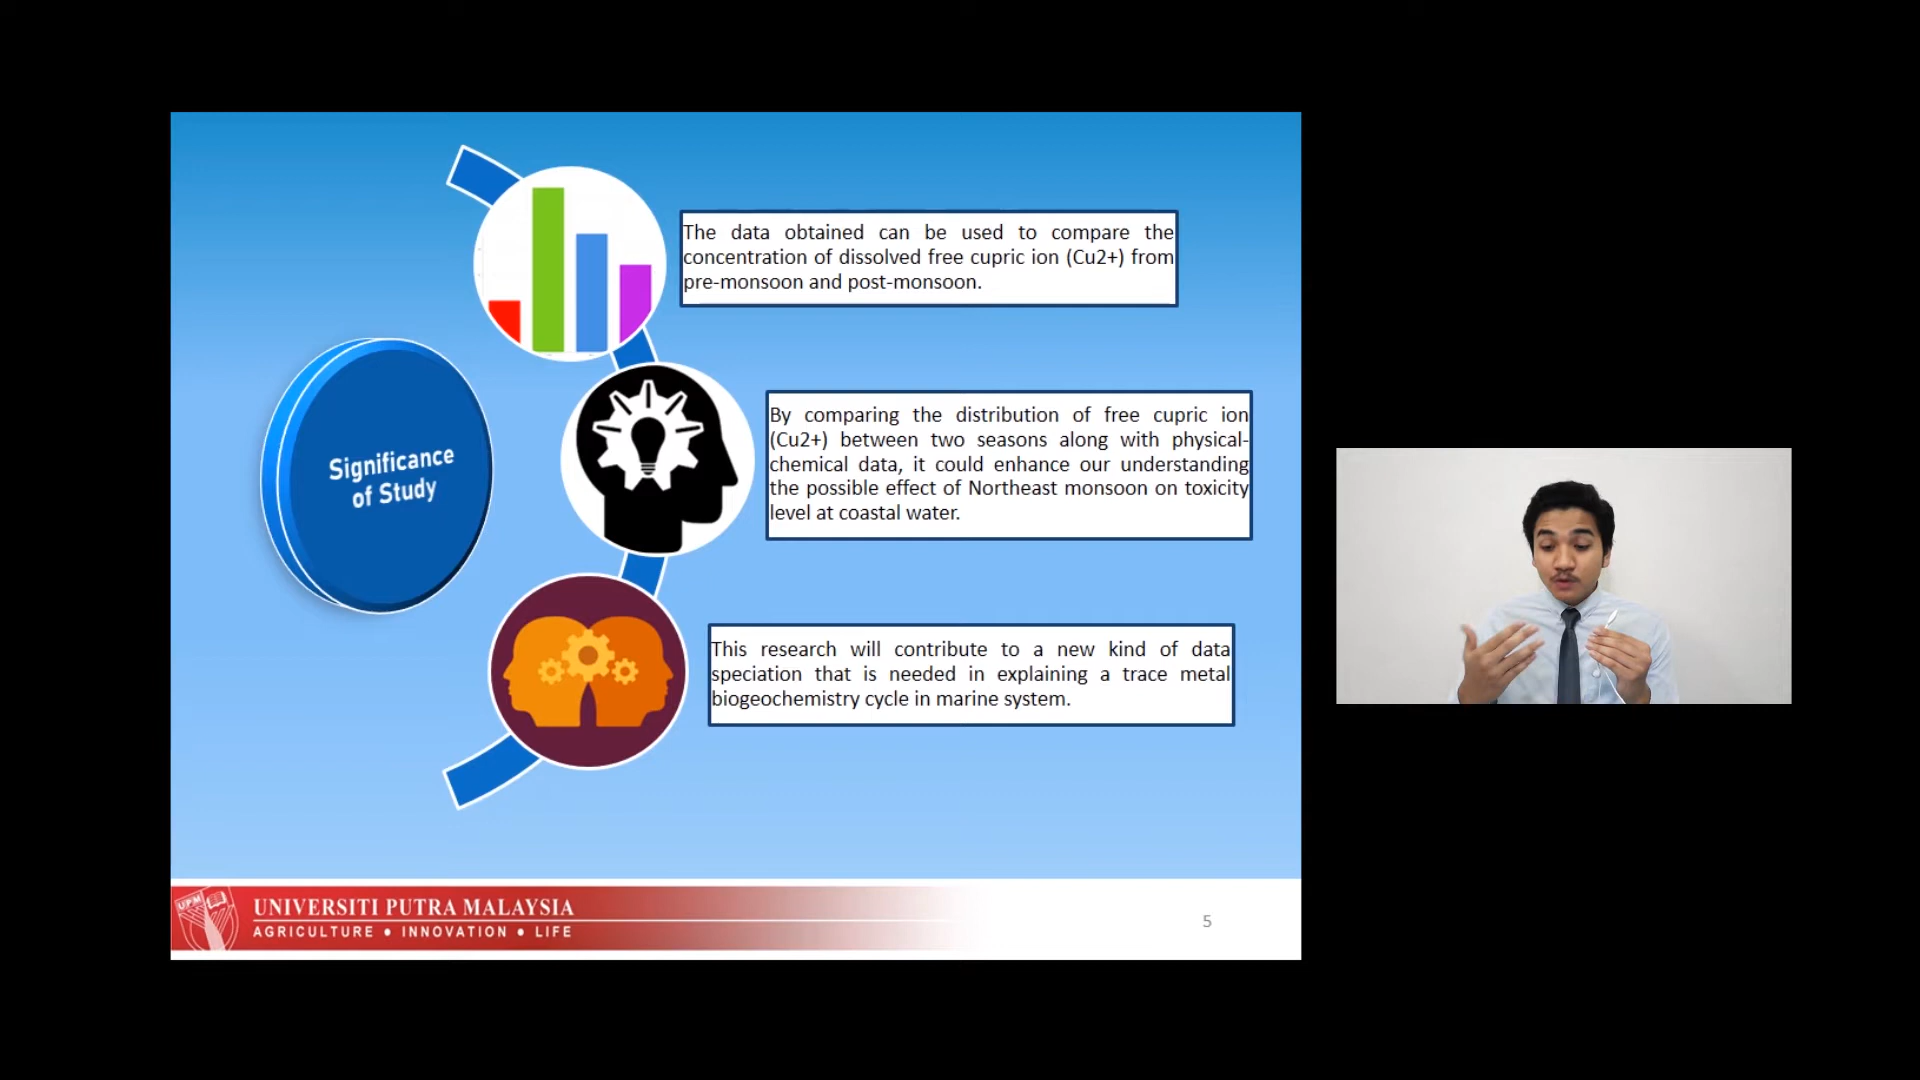 The data obtained can be used to compare the
concentration of dissolved free cupric ion (Cu2+) from
pre-monsoon and post-monsoon.
Significance
of Study
By comparing the distribution of free cupric ion
(Cu2+) between two seasons along with physical-
chemical data, it could enhance our understanding
the possible effect of Northeast monsoon on toxicity
level at coastal water.
This research will contribute to a new kind of data
speciation that is needed in explaining a trace metal
biogeochemistry cycle in marine system.
UPM
UNIVERSITI PUTRA MALAYSIA
AGRICULTURE • INNOVATION • LIFE
5